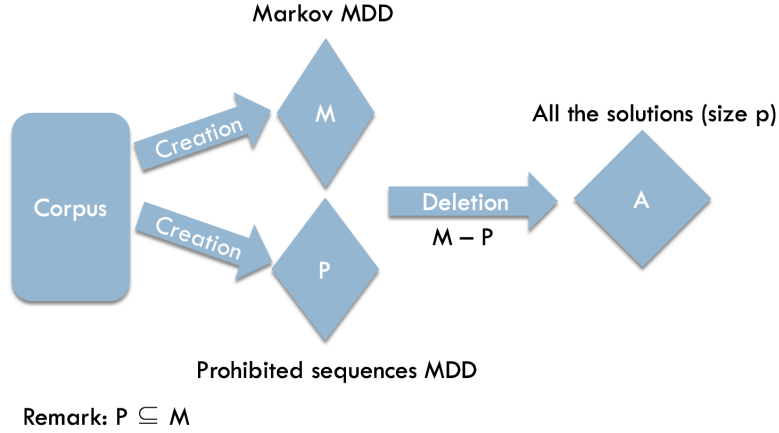 Markov MDD
M
All the solutions (size p)
Creation
Corpus
Deletion
A
M – P
Creation
P
Prohibited sequences MDD
Remark: P ⊆ M